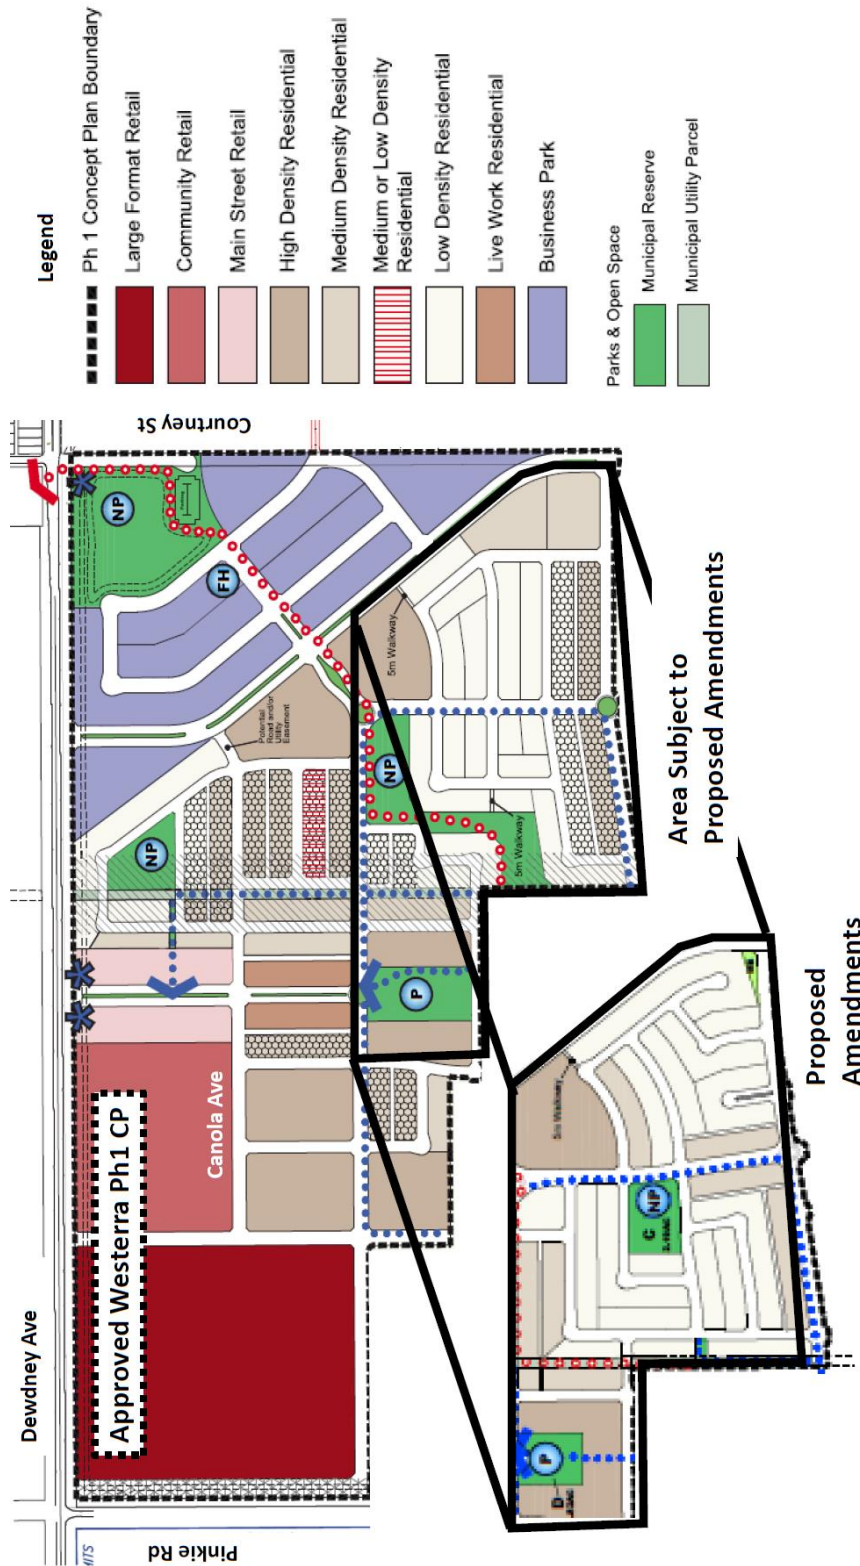 Legend
Ph 1 Concept Plan Boundary
Large Format Retail
Community Retail
Main Street Retail
High Density Residential
Medium Density Residential
Medium or Low Density
Residential
Low Density Residential
Live Work Residential
Business Park
Parks & Open Space
Municipal Reserve
Municipal Utility Parcel
Dewdney Ave
Courtney St
Pinkie Rd
Approved Westerra Ph1 CP
Canola Ave
NP
FH
Potential
Road and/or
Utility
Easement
NP
NP
P
5m Walkway
5m Walkway
Area Subject to
Proposed Amendments
Proposed
Amendments
5m Walkway
NP
C
P
D